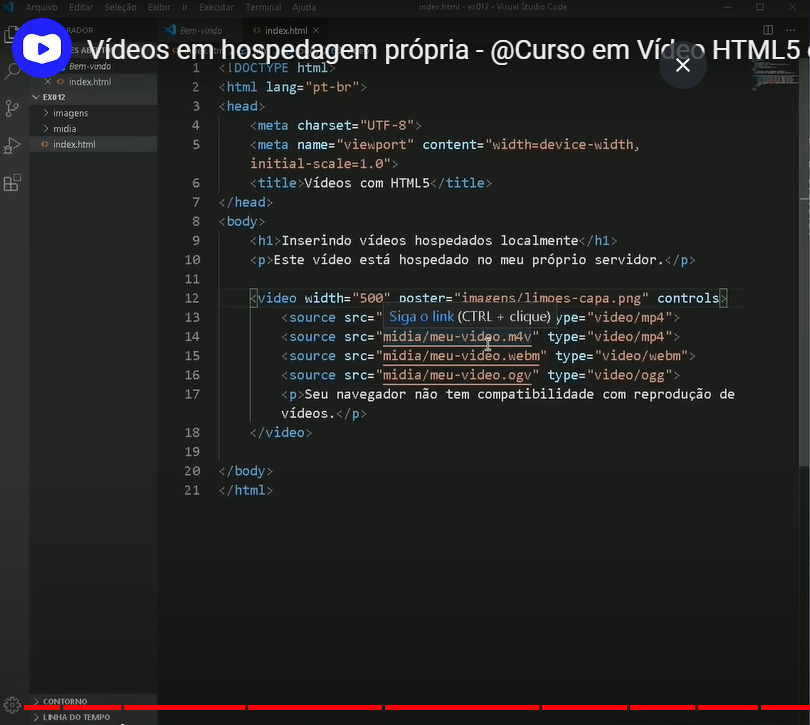 Arquivo Editar Seleção Exibir Ir Executar Terminal Ajuda
index.html - ex012 - Visual Studio Code
Bem-vindo
index.html
Vídeos em hospedagem própria - @Curso em Vídeo HTML5
Bem-vindo
index.html
EX012
imagens
midia
index.html
1 <!DOCTYPE html>
2 <html lang="pt-br">
3 <head>
4 <meta charset="UTF-8">
5 <meta name="viewport" content="width=device-width,
initial-scale=1.0">
6 <title>Vídeos com HTML5</title>
7 </head>
8 <body>
9 <h1>Inserindo vídeos hospedados localmente</h1>
10 <p>Este vídeo está hospedado no meu próprio servidor.</p>
11
12 <video width="500" poster="imagens/limoes-capa.png" controls>
13 <source src="
Siga o link (CTRL + clique)
ype="video/mp4">
14 <source src="midia/meu-video.m4v" type="video/mp4">
15 <source src="midia/meu-video.webm" type="video/webm">
16 <source src="midia/meu-video.ogv" type="video/ogg">
17 <p>Seu navegador não tem compatibilidade com reprodução de
vídeos.</p>
18 </video>
19
20 </body>
21 </html>
CONTORNO
LINHA DO TEMPO